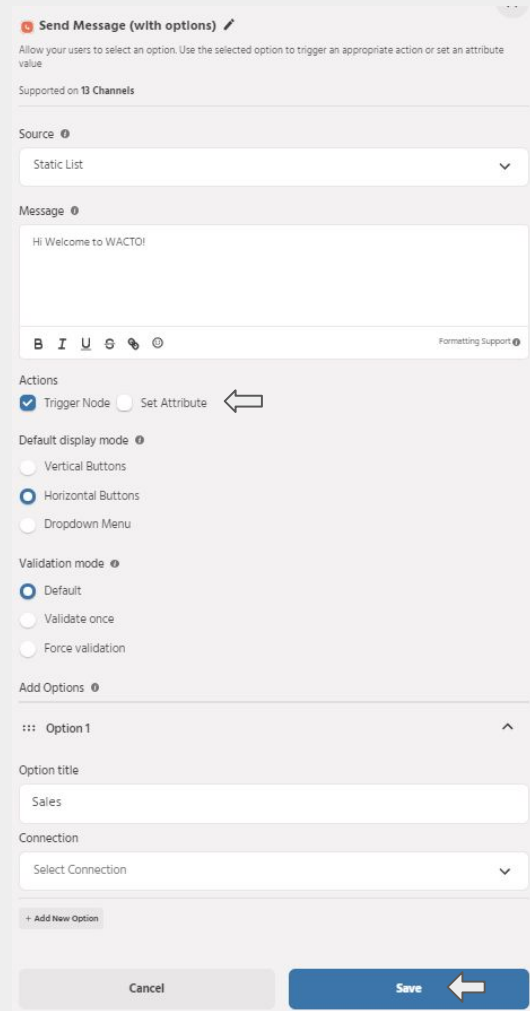 Send Message (with options)
Allow your users to select an option. Use the selected option to trigger an appropriate action or set an attribute
value
Supported on 13 Channels
Source
Static List
Message
Hi Welcome to WACTO!
B I U S
Formatting Support
Actions
Trigger Node Set Attribute
Default display mode
Vertical Buttons
Horizontal Buttons
Dropdown Menu
Validation mode
Default
Validate once
Force validation
Add Options
Option 1
Option title
Sales
Connection
Select Connection
+ Add New Option
Cancel Save